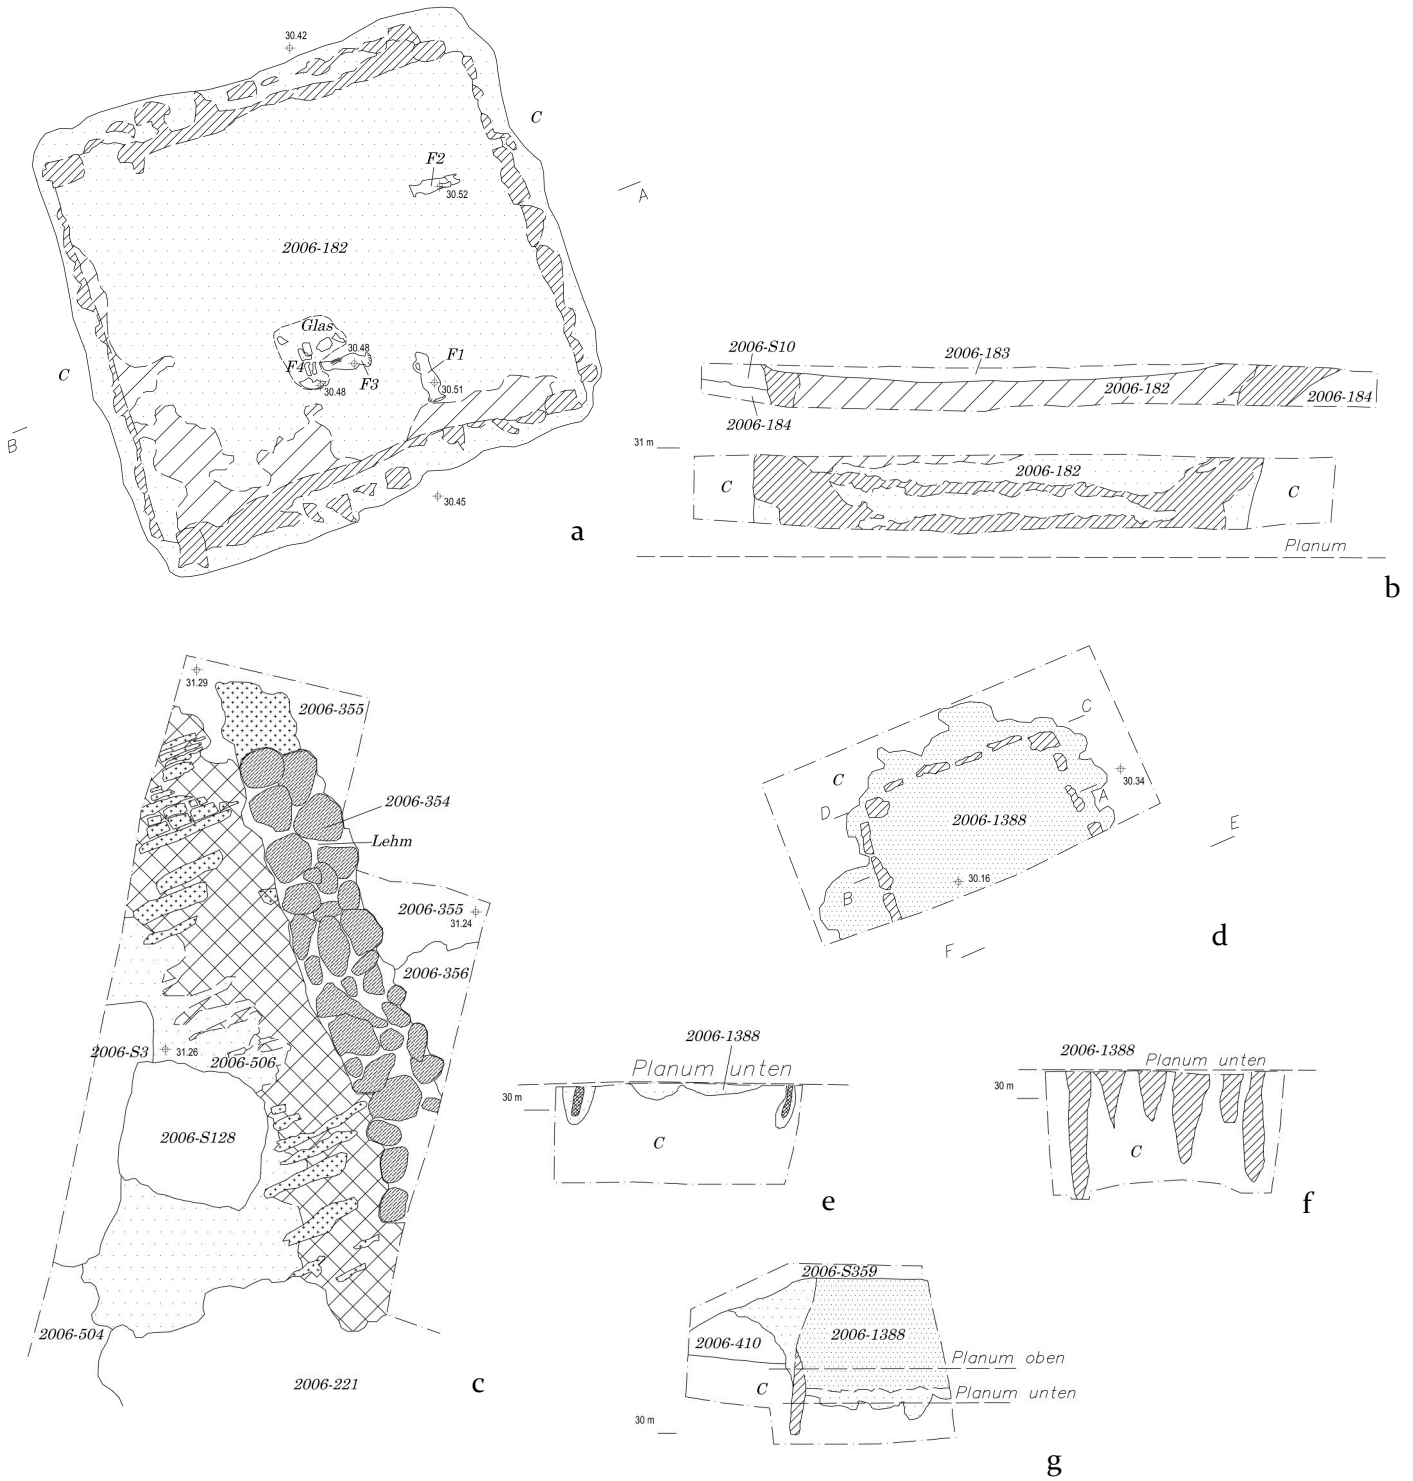 30.42
C
F2
30.52
A
2006-182
Glas
30.48
F1
F4
F3
30.48
30.51
C
B
30.45
a
2006-S10
2006-183
2006-182
2006-184
2006-184
31 m
2006-182
C
C
Planum
b
31.29
2006-355
2006-354
Lehm
2006-355
31.24
2006-356
2006-S3
31.26
2006-506
2006-S128
2006-504
2006-221
c
C
C
30.34
D
A
2006-1388
E
30.16
B
F
d
2006-1388
Planum unten
30 m
C
e
2006-1388
Planum unten
30 m
C
f
2006-S359
2006-410
2006-1388
Planum oben
C
Planum unten
30 m
g